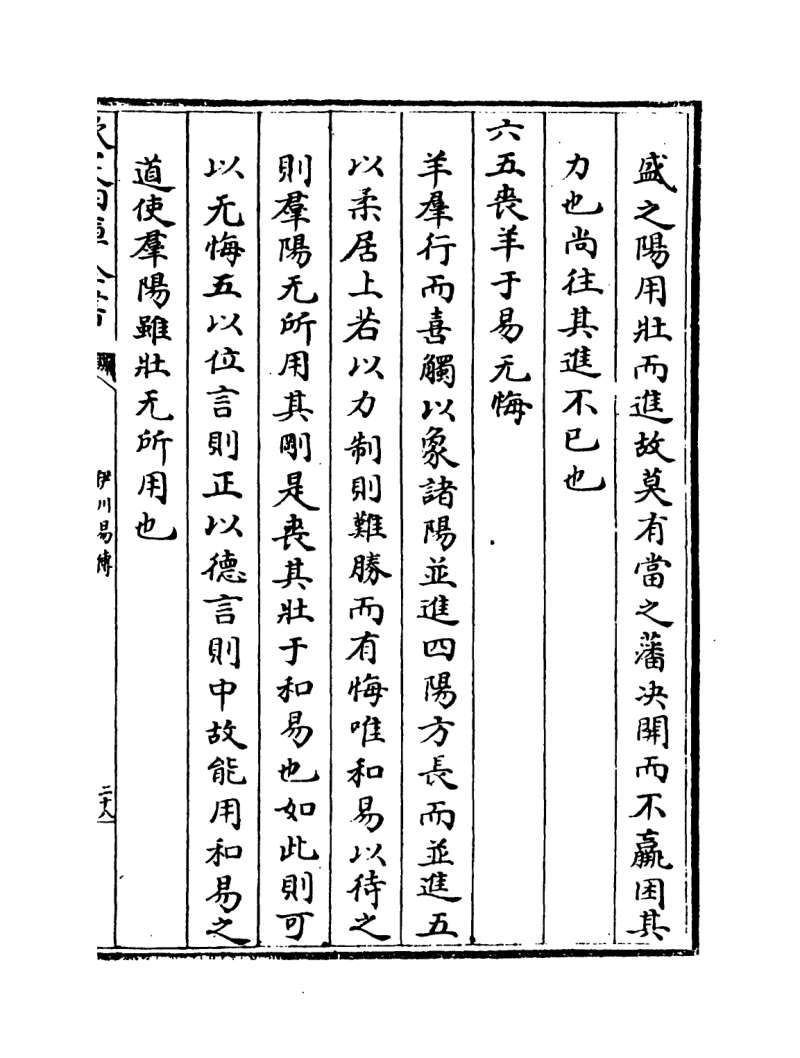 盛之陽用壯而進故莫有當之藩决開而不羸困其
力也尚往其進不已也
六五喪羊于易无悔
羊羣行而喜觸以象諸陽並進四陽方長而並進五
以柔居上若以力制則難勝而有悔唯和易以待之
則羣陽无所用其剛是喪其壯于和易也如此則可
以无悔五以位言則正以德言則中故能用和易之
道使羣陽雖壯无所用也
伊川易傳
二十八